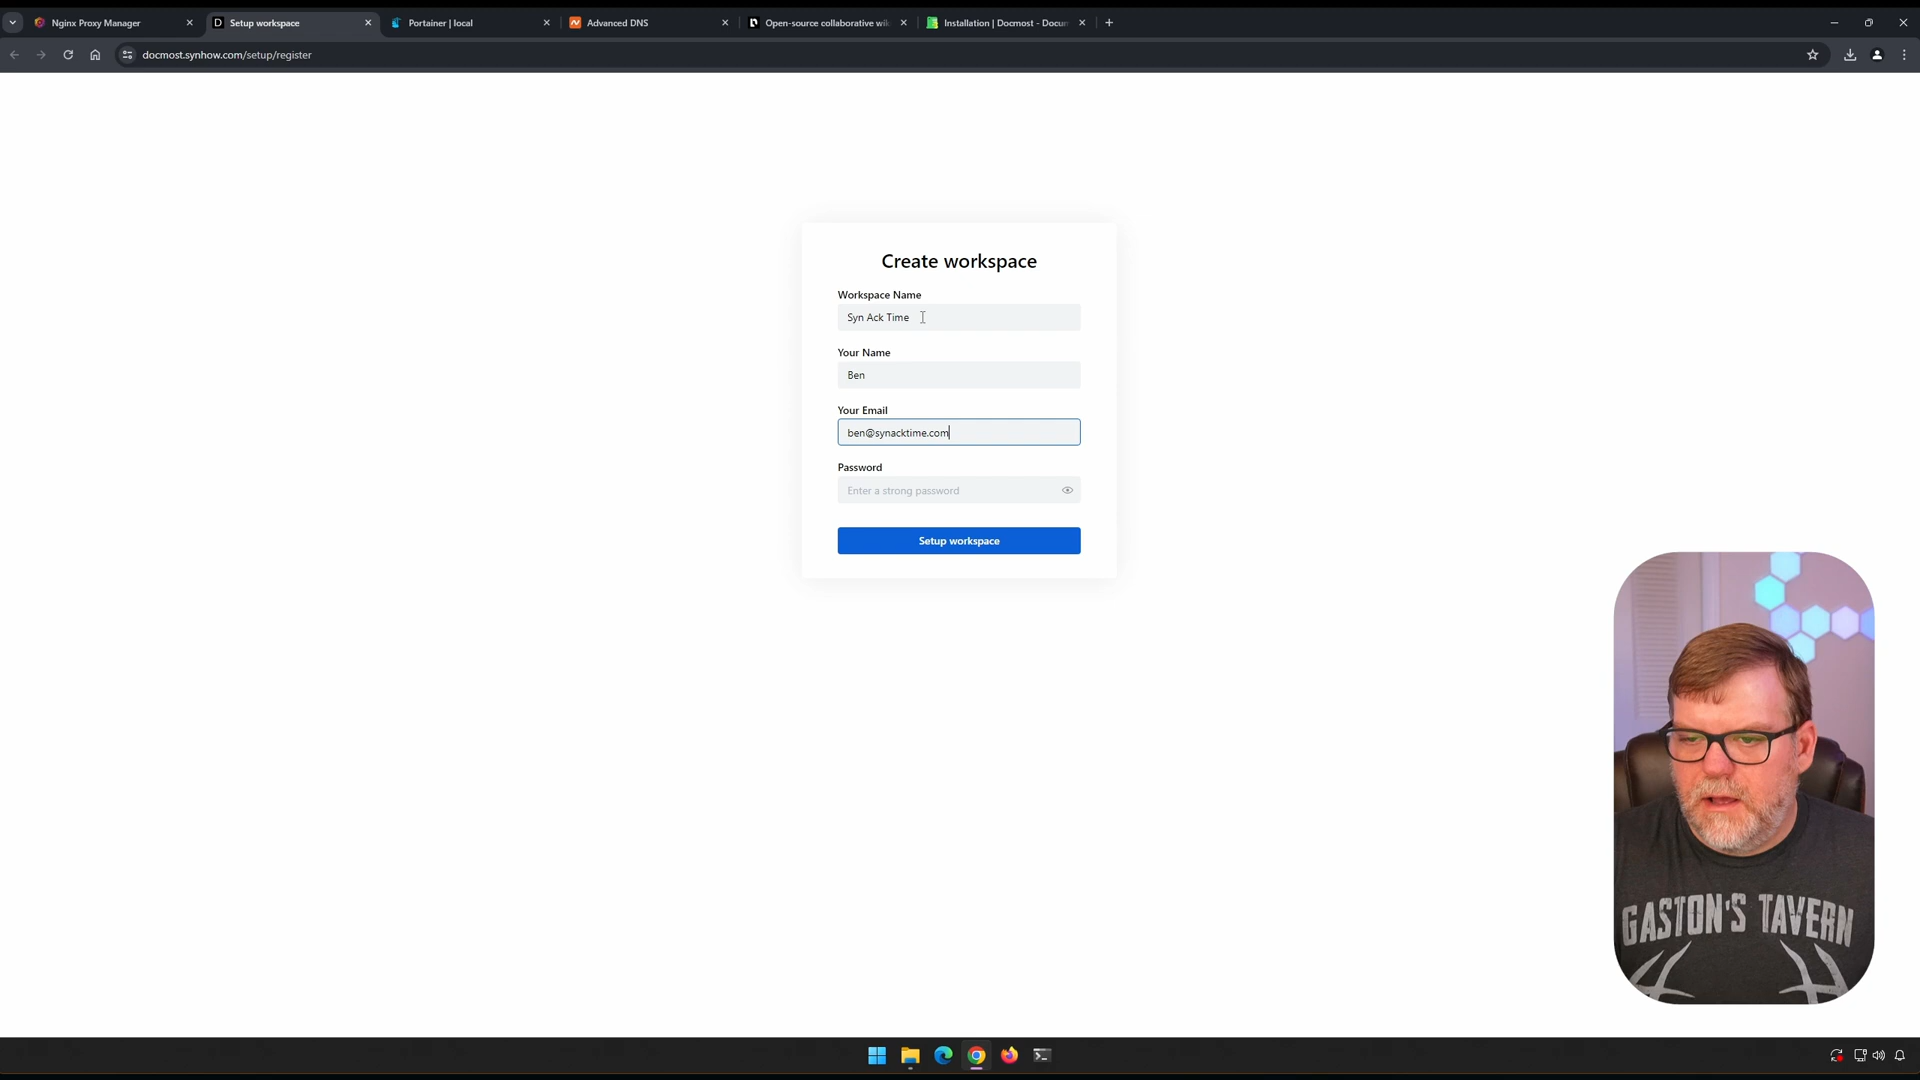 Nginx Proxy Manager
Setup workspace
Portainer | local
Advanced DNS
Open-source collaborative wik
Installation | Docmost - Docum
docmost.synhow.com/setup/register
Create workspace
Workspace Name
Syn Ack Time
Your Name
Ben
Your Email
ben@synacktime.com
Password
Enter a strong password
Setup workspace
GASTON'S TAVERN